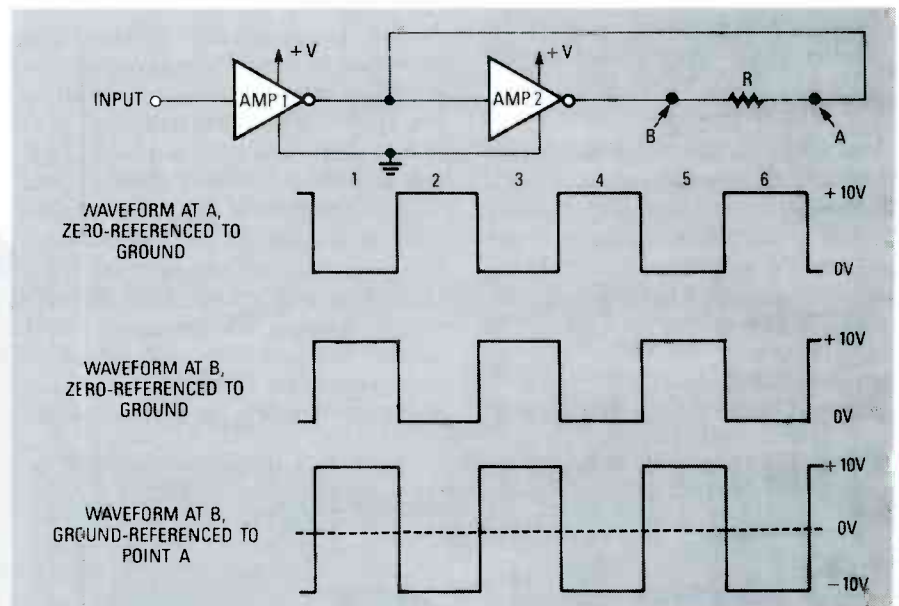 +V
+V
INPUT
AMP 1
AMP 2
R
B
A
1 2 3 4 5 6
WAVEFORM AT A,
ZERO-REFERENCED TO
GROUND
+10V
0V
WAVEFORM AT B,
ZERO-REFERENCED TO
GROUND
+10V
0V
WAVEFORM AT B,
GROUND-REFERENCED TO
POINT A
+10V
0V
−10V